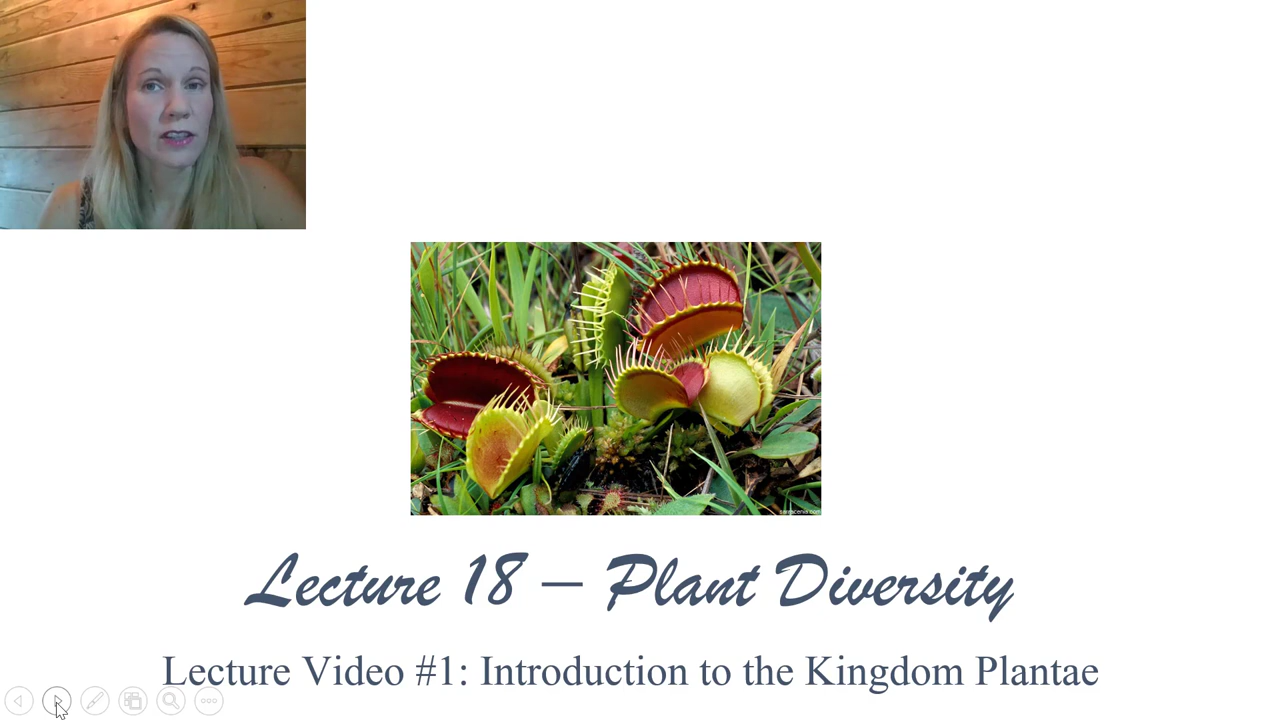 Lecture 18 – Plant Diversity
Lecture Video #1: Introduction to the Kingdom Plantae